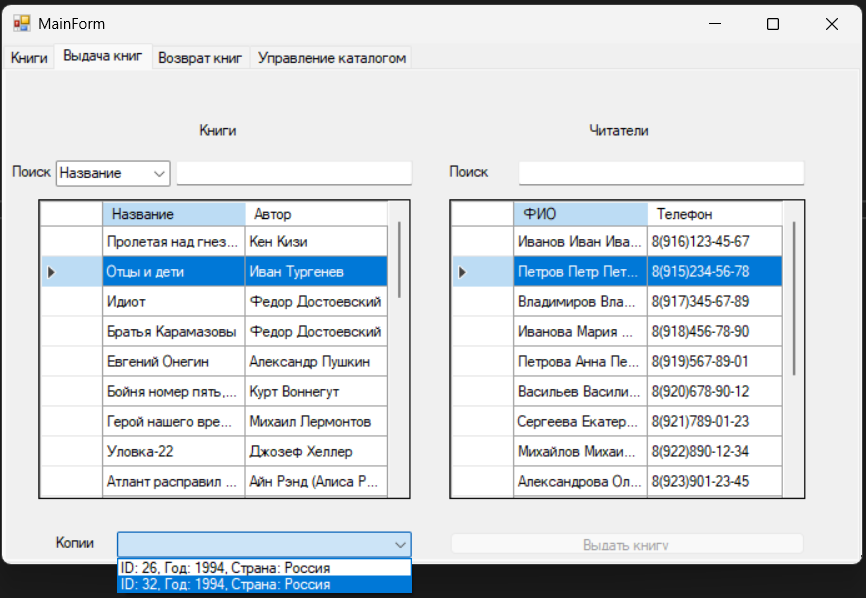 MainForm
Книги Выдача книг Возврат книг Управление каталогом
Книги Читатели
Поиск Название Поиск
Название Автор ФИО Телефон
Пролетая над гнез... Кен Кизи Иванов Иван Ива... 8(916)123-45-67
Отцы и дети Иван Тургенев Петров Петр Пет... 8(915)234-56-78
Идиот Федор Достоевский Владимиров Вла... 8(917)345-67-89
Братья Карамазовы Федор Достоевский Иванова Мария ... 8(918)456-78-90
Евгений Онегин Александр Пушкин Петрова Анна Пе... 8(919)567-89-01
Бойня номер пять,... Курт Воннегут Васильев Васили... 8(920)678-90-12
Герой нашего вре... Михаил Лермонтов Сергеева Екатер... 8(921)789-01-23
Уловка-22 Джозеф Хеллер Михайлов Михаи... 8(922)890-12-34
Атлант расправил ... Айн Рэнд (Алиса Р... Александрова Ол... 8(923)901-23-45
Копии Выдать книгу
ID: 26, Год: 1994, Страна: Россия
ID: 32, Год: 1994, Страна: Россия